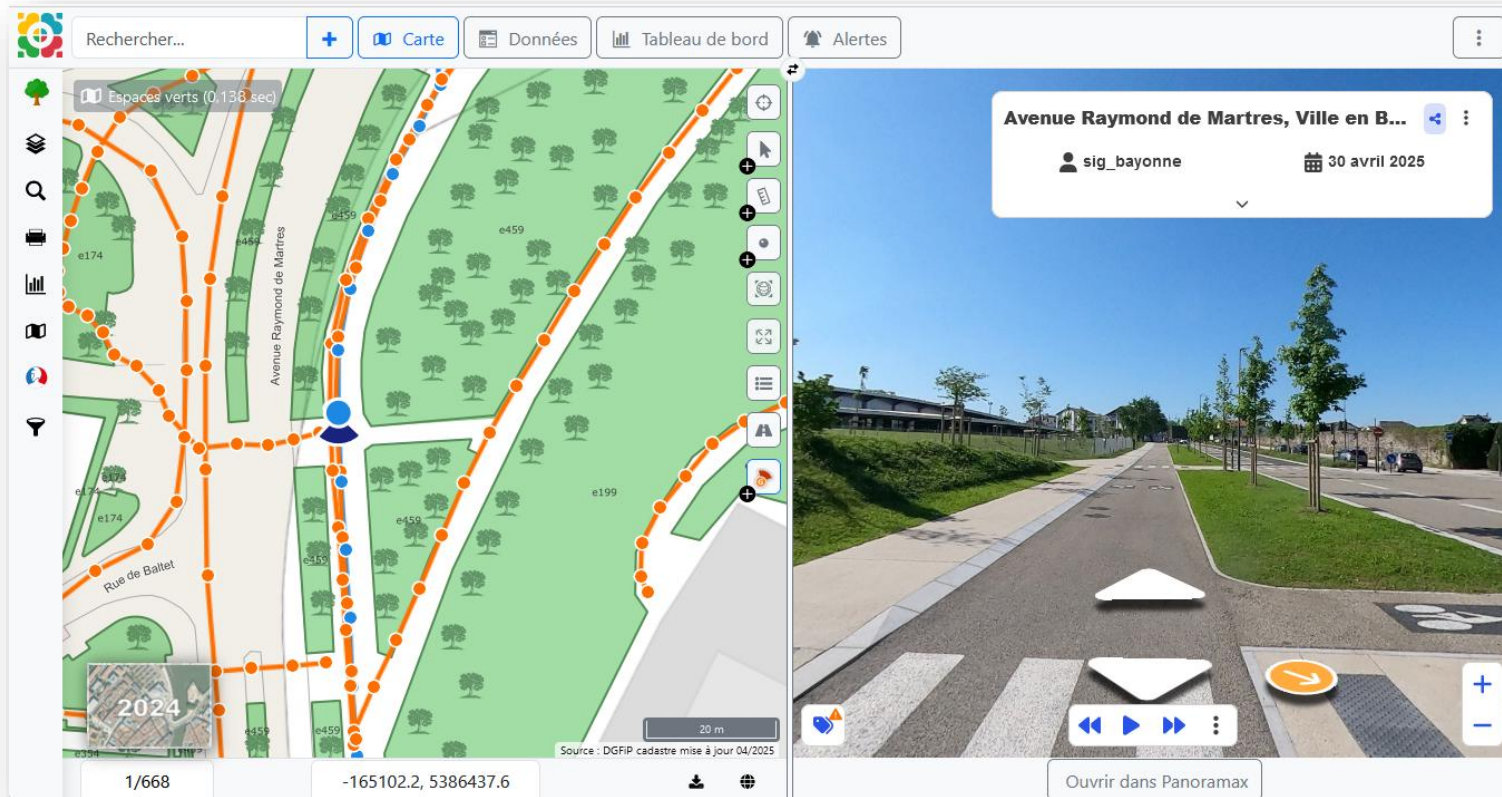 Rechercher...
+
Carte
Données
Tableau de bord
Alertes
Espaces verts (0.138 sec)
Avenue Raymond de Martres, Ville en B...
sig_bayonne
30 avril 2025
e459
e459
e459
e174
Avenue Raymond de Martres
e174
e174
e174
e459
e199
e459
Rue de Baltet
2024
e459
e459
e354
20 m
Source : DGFiP cadastre mise à jour 04/2025
1/668
-165102.2, 5386437.6
Ouvrir dans Panoramax